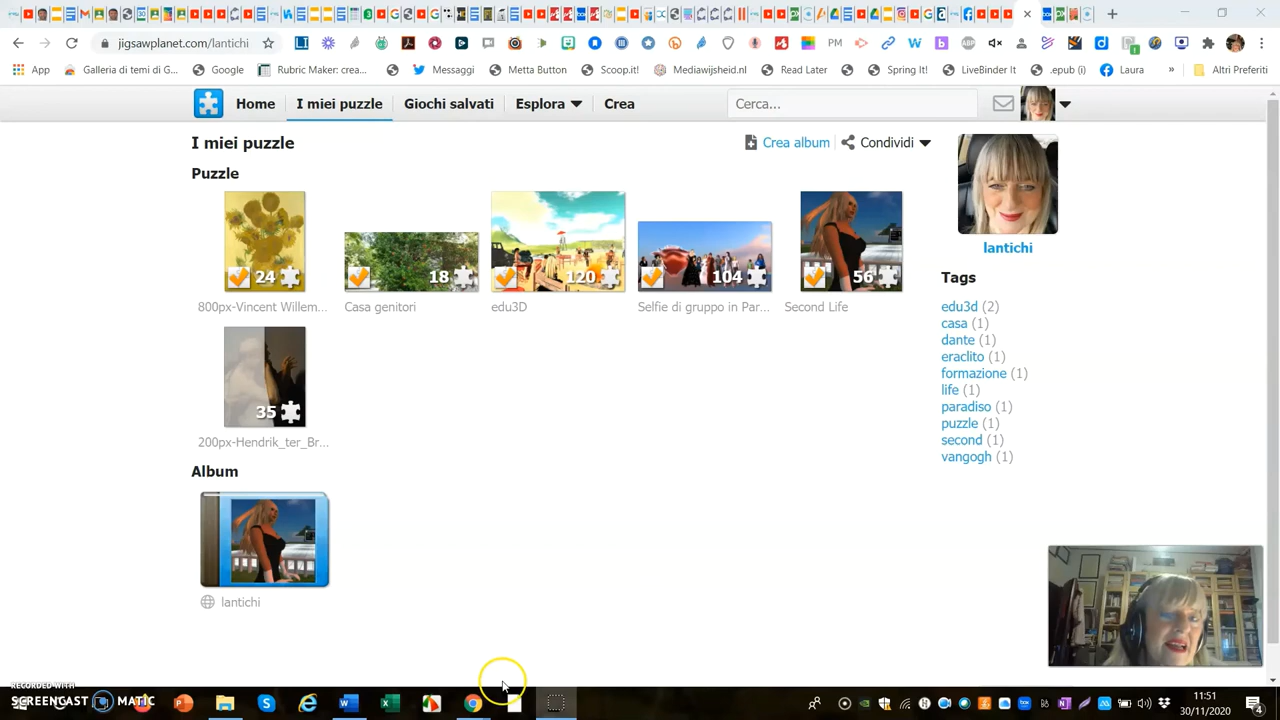 jigsawplanet.com/lantichi
PM
ABP
App
Galleria di temi di G...
Google
Rubric Maker: crea...
Messaggi
Metta Button
Scoop.it!
Mediawijsheid.nl
Read Later
Spring It!
LiveBinder It
.epub (i)
Laura
»
Altri Preferiti
Home
I miei puzzle
Giochi salvati
Esplora
Crea
Cerca...
I miei puzzle
Crea album
Condividi
Puzzle
24
18
120
104
56
800px-Vincent Willem...
Casa genitori
edu3D
Selfie di gruppo in Par...
Second Life
35
200px-Hendrik_ter_Br...
Album
lantichi
lantichi
Tags
edu3d (2)
casa (1)
dante (1)
eraclito (1)
formazione (1)
life (1)
paradiso (1)
puzzle (1)
second (1)
vangogh (1)
RECORDED WITH
SCREENCAST MATIC
11:51
30/11/2020